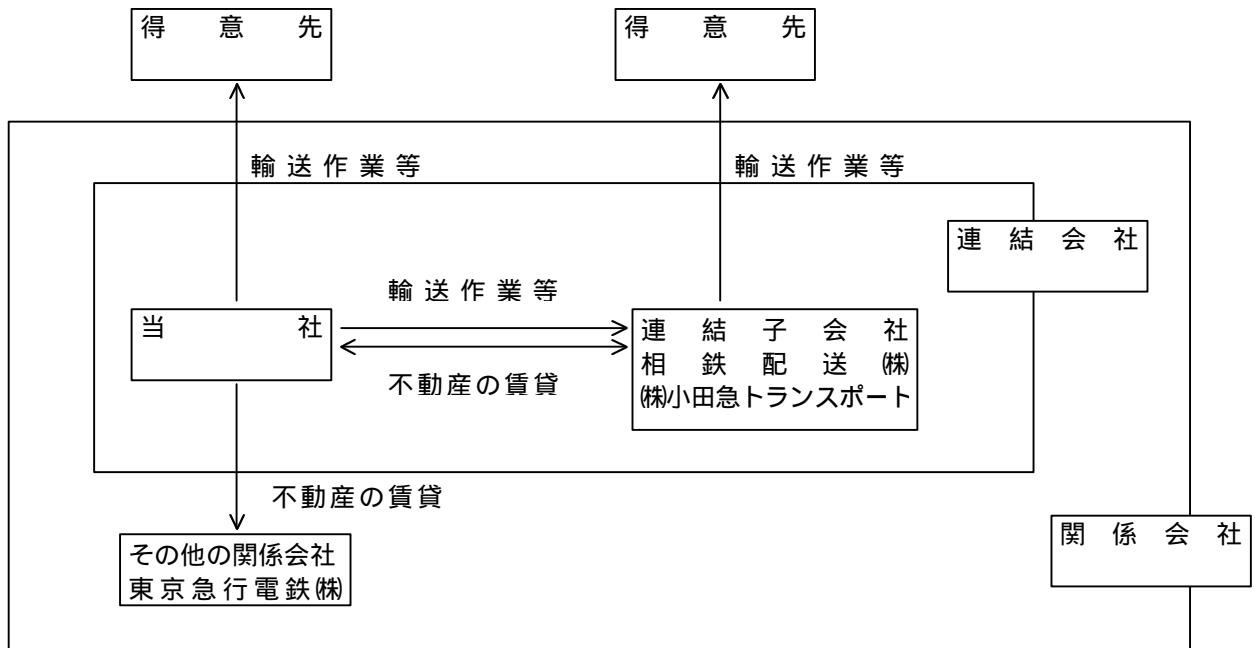 得意先
得意先
輸送作業等
輸送作業等
連結会社
輸送作業等
当社
連結子会社
相鉄配送㈱
㈱小田急トランスポート
不動産の賃貸
不動産の賃貸
その他の関係会社
東京急行電鉄㈱
関係会社